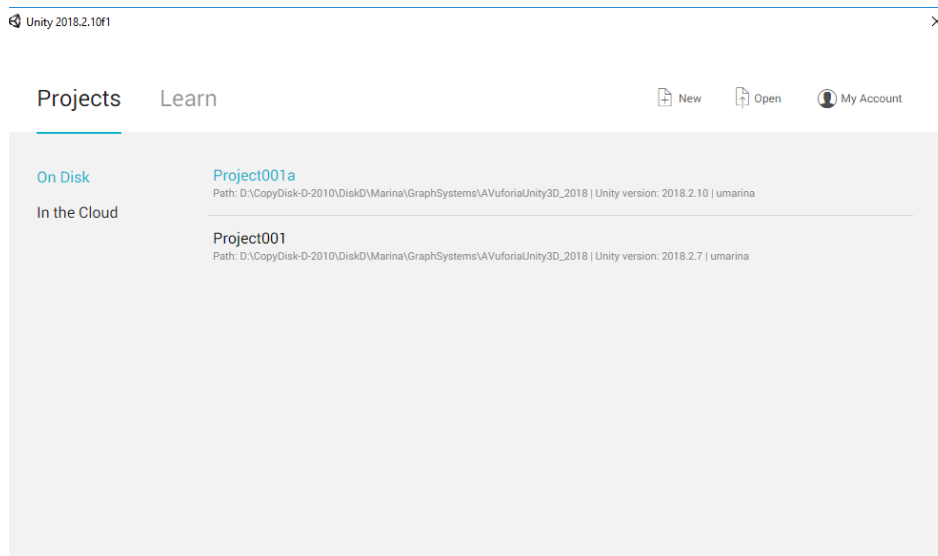 Unity 2018.2.10f1
Projects Learn New Open My Account
On Disk
In the Cloud
Project001a
Path: D:\CopyDisk-D-2010\DiskD\Marina\GraphSystems\AVuforiaUnity3D_2018 | Unity version: 2018.2.10 | umarina
Project001
Path: D:\CopyDisk-D-2010\DiskD\Marina\GraphSystems\AVuforiaUnity3D_2018 | Unity version: 2018.2.7 | umarina